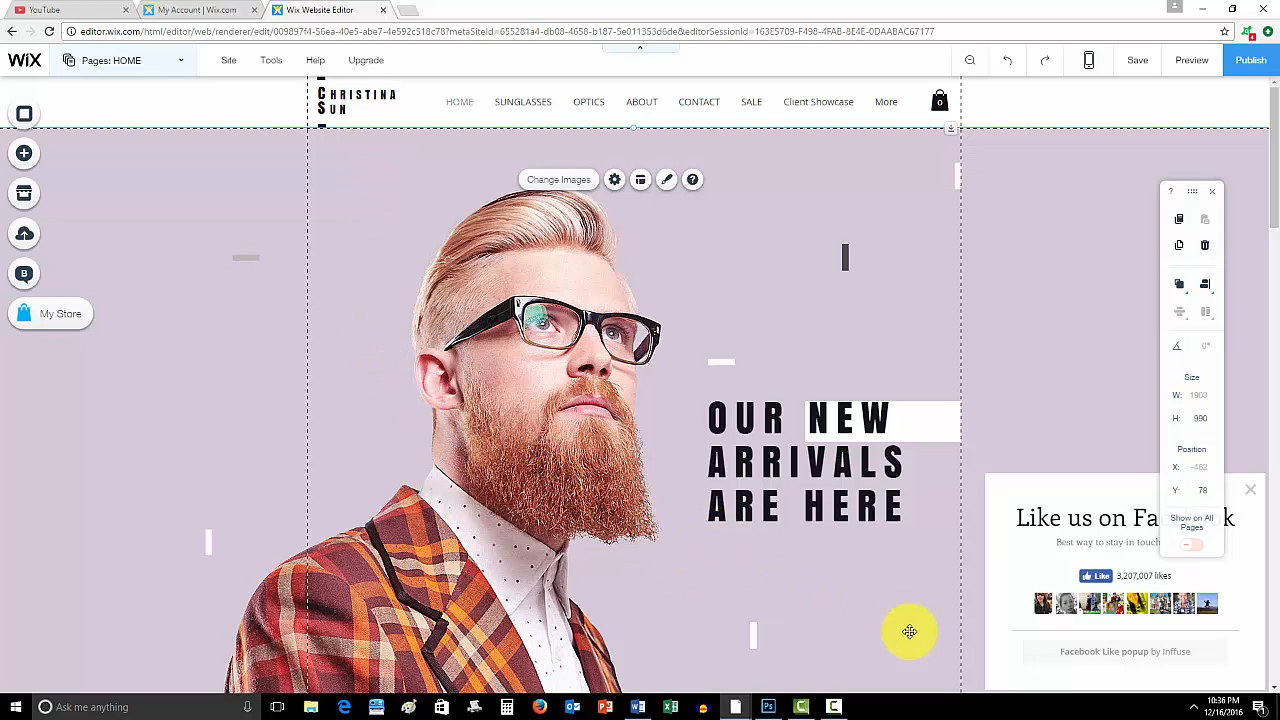 YouTube
My Account | Wix.com
Wix Website Editor
editor.wix.com/html/editor/web/renderer/edit/009897f4-56ea-40e5-abe7-4e592c518c78?metaSiteId=655281a4-db08-4658-b187-5e011353d6de&editorSessionId=163E5709-F498-4FAB-8E4E-0DAABAC67177
WiX
Pages: HOME
Site
Tools
Help
Upgrade
Save
Preview
Publish
CHRISTINA
SUN
HOME
SUNGLASSES
OPTICS
ABOUT
CONTACT
SALE
Client Showcase
More
0
Change Images
?
My Store
OUR NEW
ARRIVALS
ARE HERE
?
0°
Size
W: 1903
H: 990
Position
X: -462
Y: 78
Show on All
Pages
Like us on Fa k
Best way to stay in touch
Like 3,207,007 likes
Facebook Like popup by Inffuse
Ask me anything
10:36 PM
12/16/2016